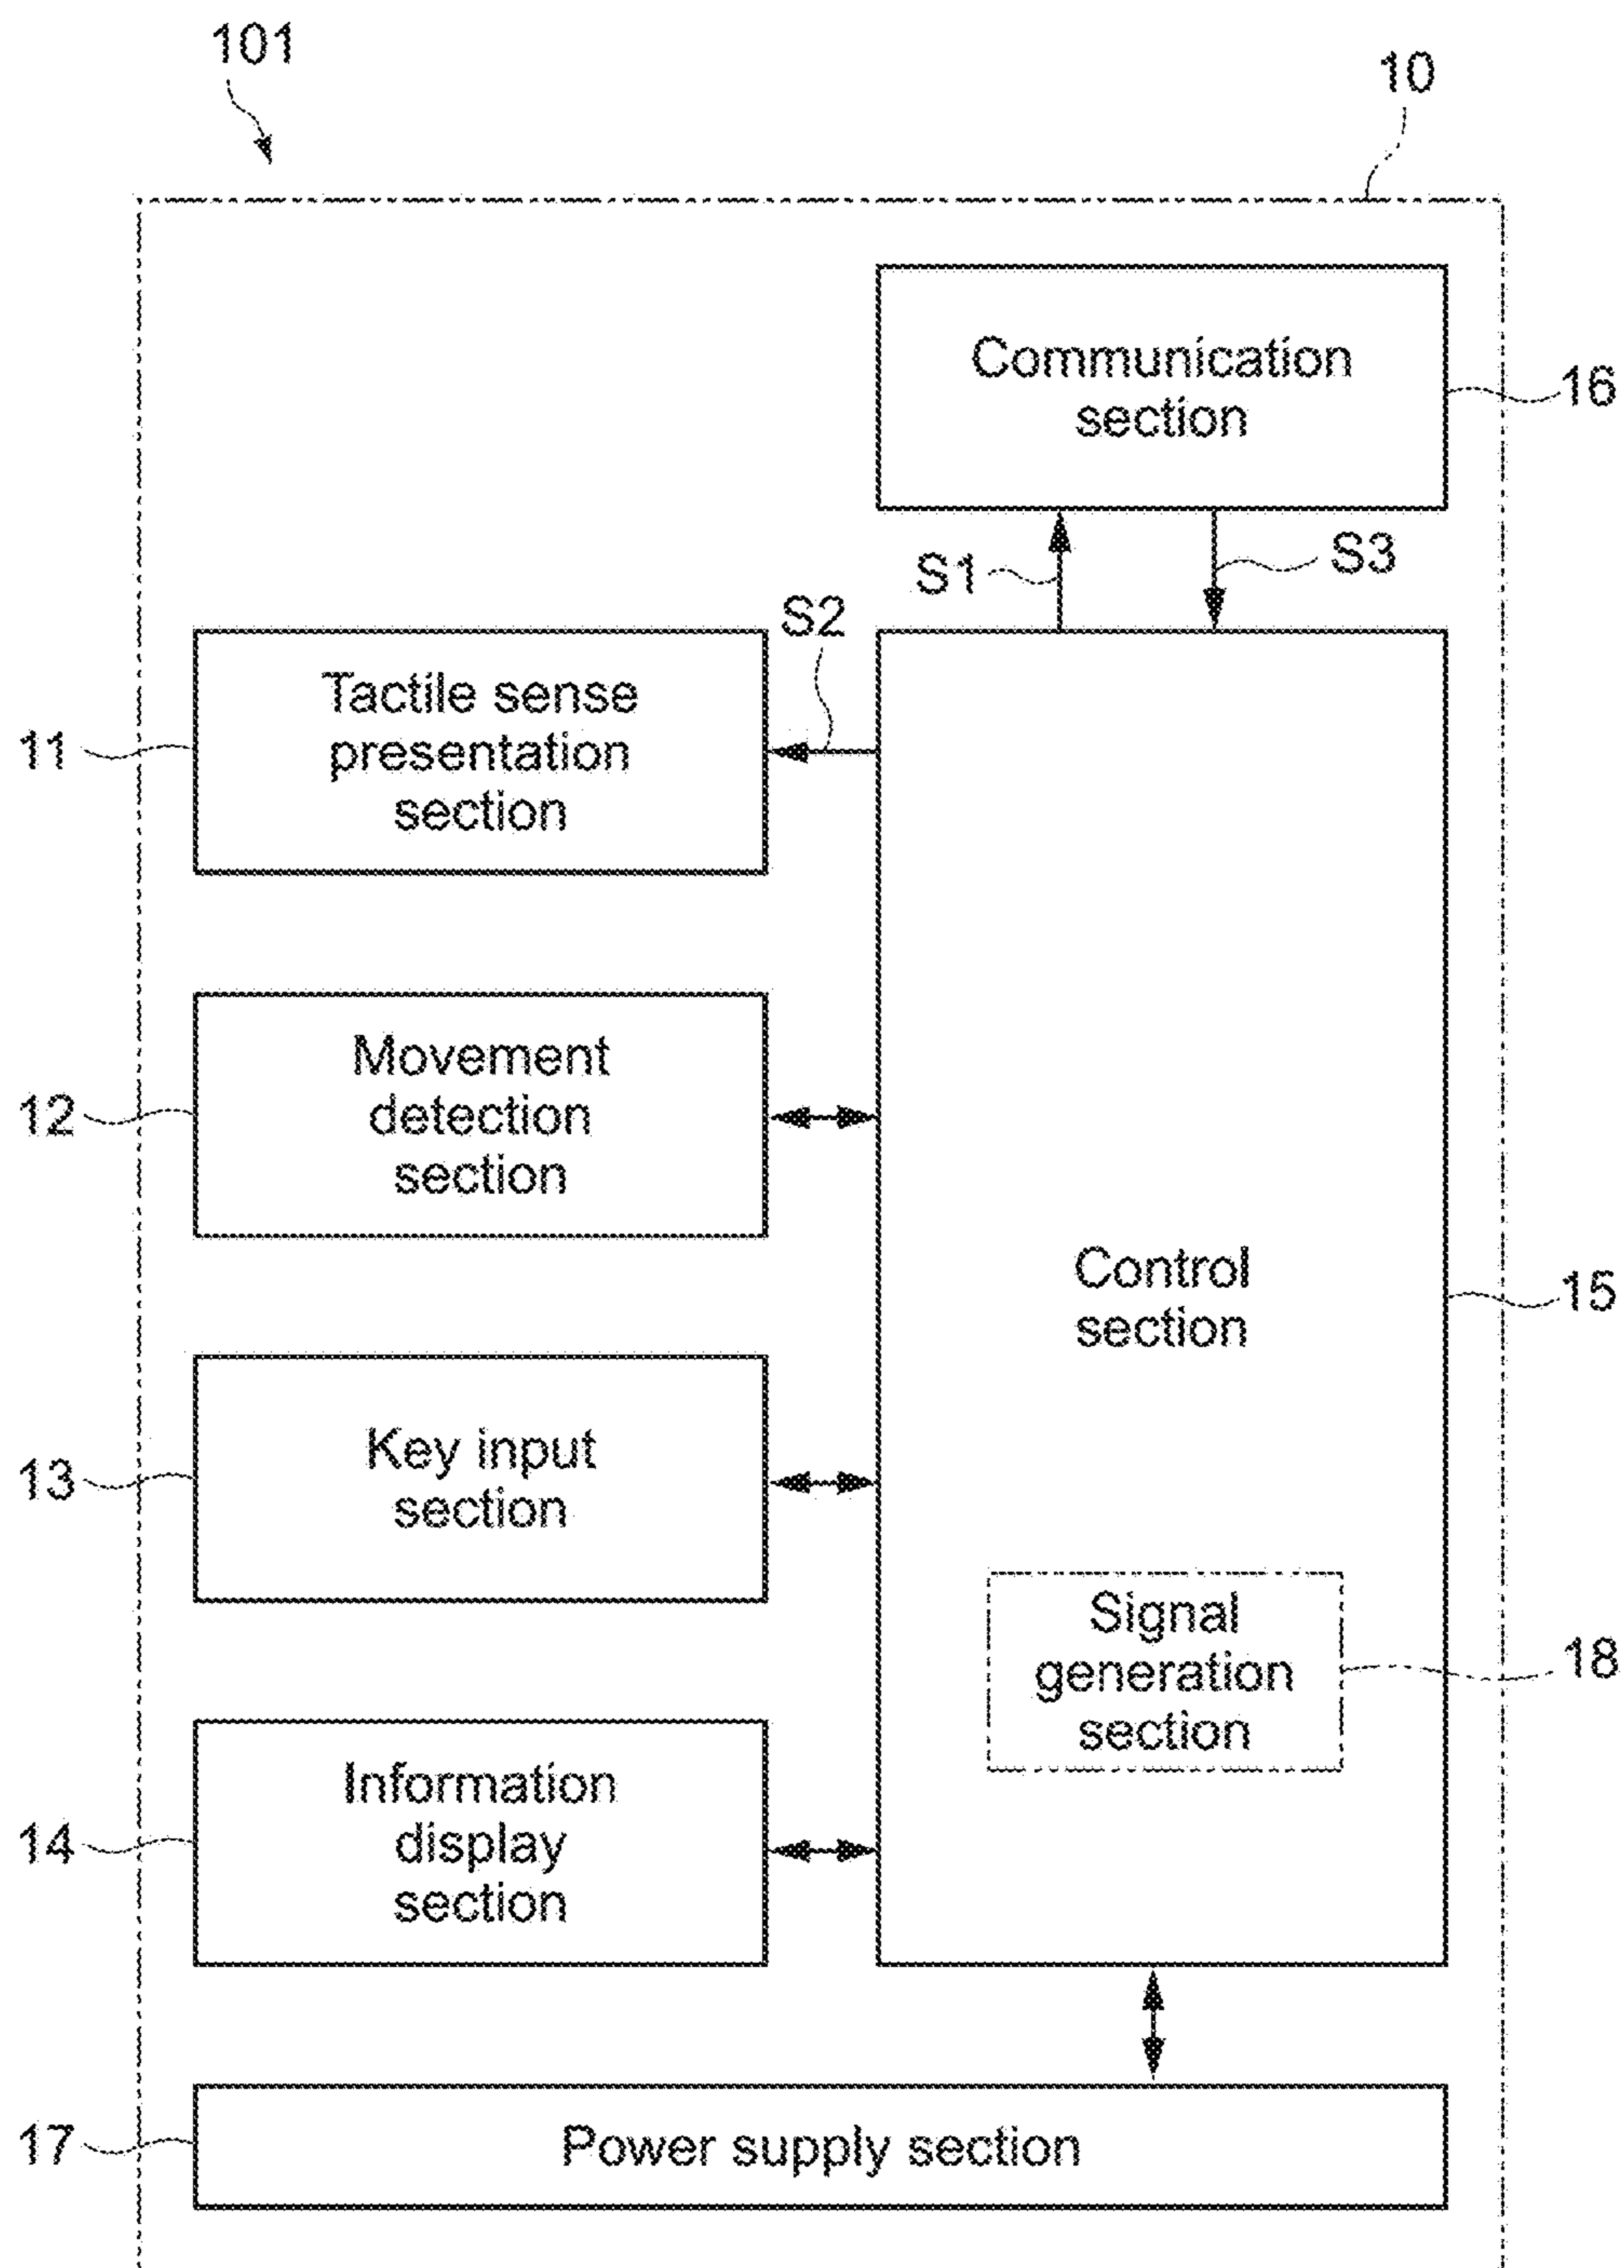 101
10
Communication
section
16
S1
S3
S2
Tactile sense
presentation
section
11
Movement
detection
section
12
Control
section
15
Key input
section
13
Signal
generation
section
18
Information
display
section
14
17
Power supply section